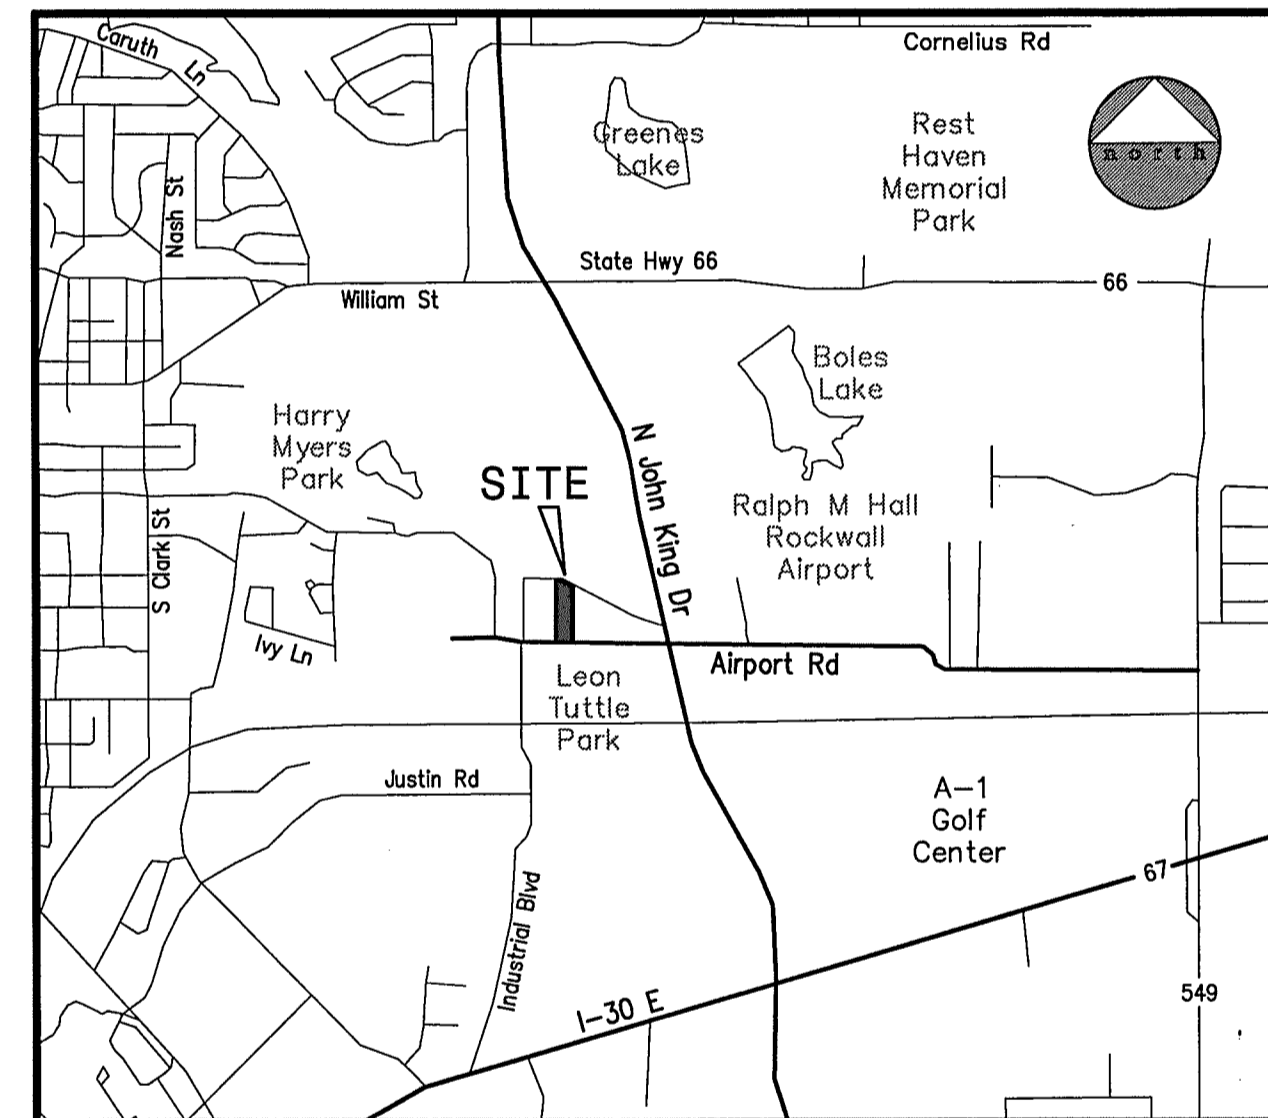 Caruth Ln
Cornelius Rd
Greenes
Lake
Rest
Haven
Memorial
Park
north
Nash St
State Hwy 66
66
William St
Boles
Lake
Harry
Myers
Park
SITE
N John King Dr
Ralph M Hall
Rockwall
Airport
S Clark St
Ivy Ln
Airport Rd
Leon
Tuttle
Park
Justin Rd
A-1
Golf
Center
67
Industrial Blvd
I-30 E
549